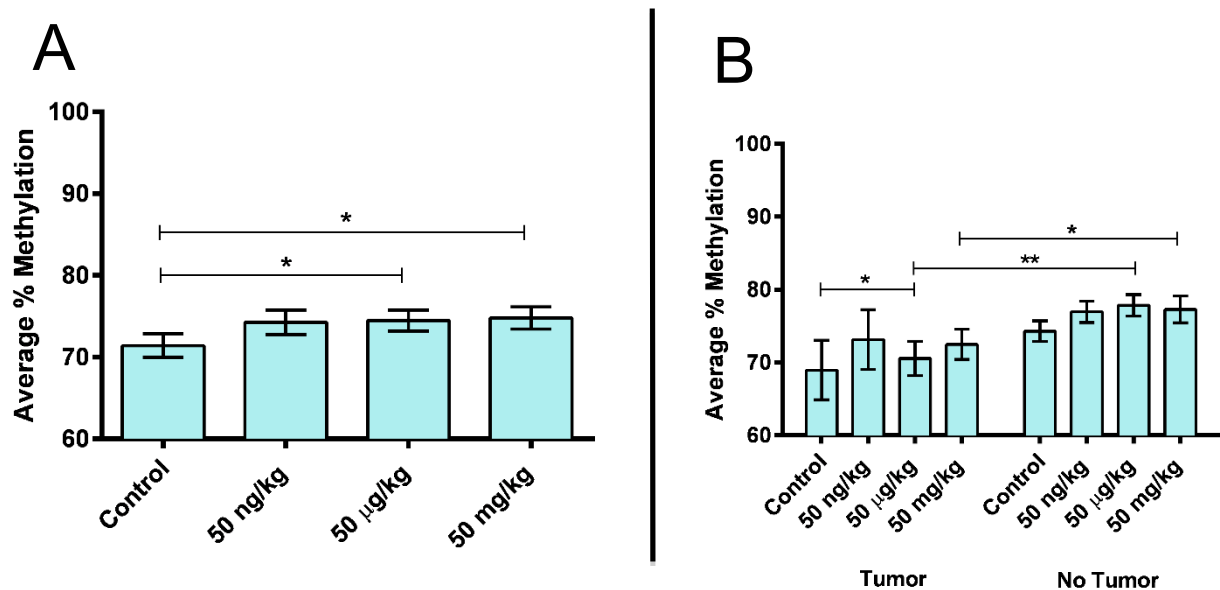 A
Average % Methylation
100
90
80
70
60
*
*
Control
50 ng/kg
50 μg/kg
50 mg/kg
B
Average % Methylation
100
90
80
70
60
*
**
*
Control
50 ng/kg
50 μg/kg
50 mg/kg
Control
50 ng/kg
50 μg/kg
50 mg/kg
Tumor
No Tumor